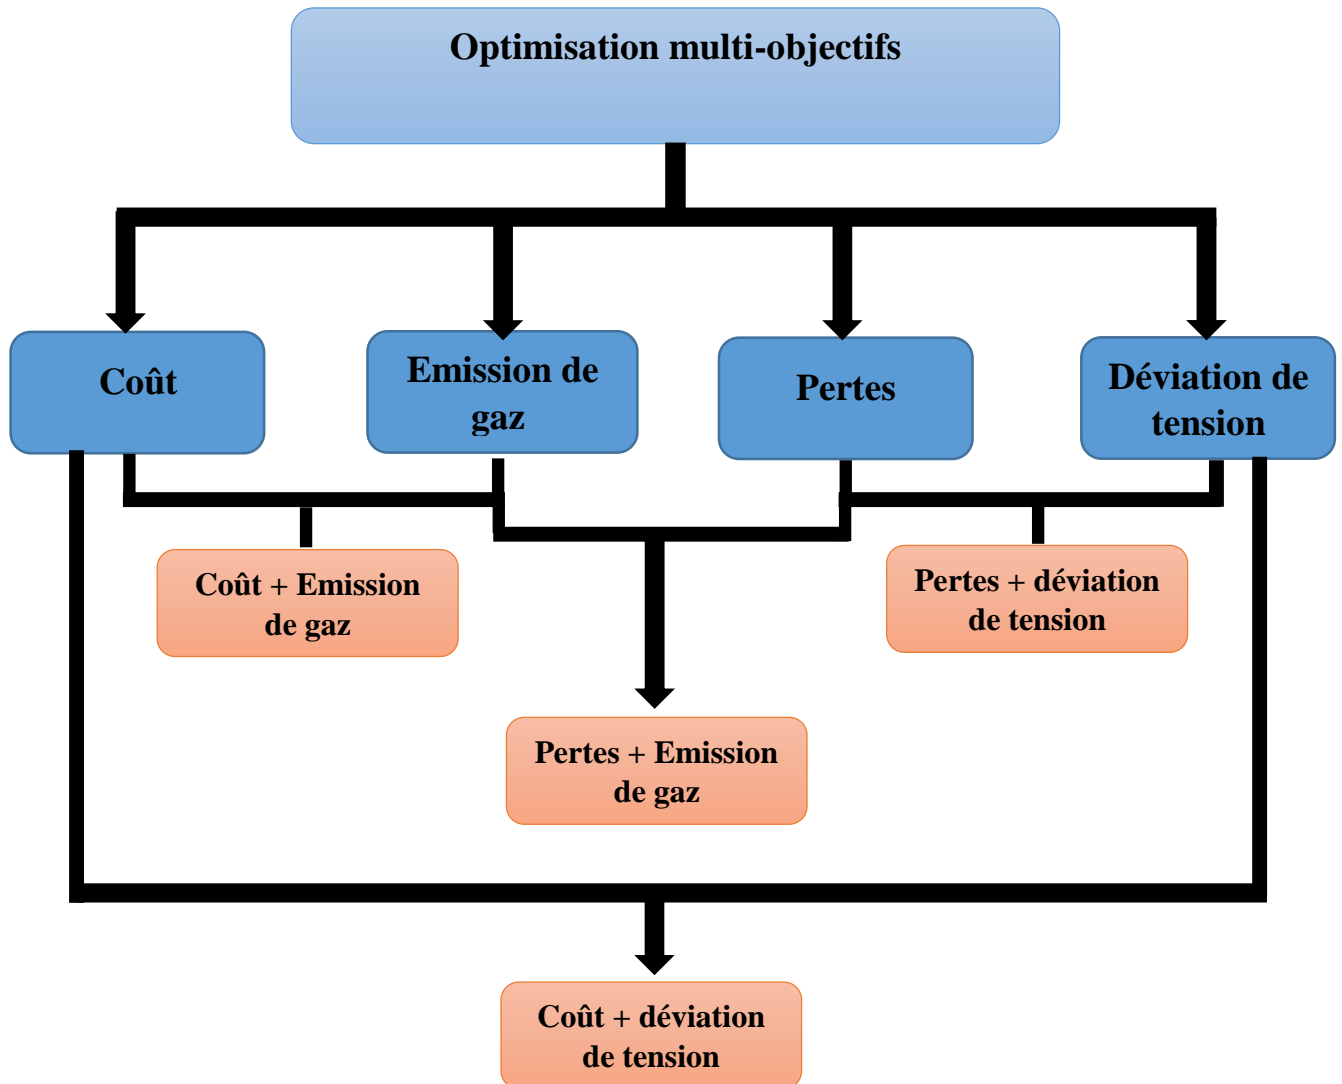 Optimisation multi-objectifs
Coût
Emission de
gaz
Pertes
Déviation de
tension
Coût + Emission
de gaz
Pertes + déviation
de tension
Pertes + Emission
de gaz
Coût + déviation
de tension